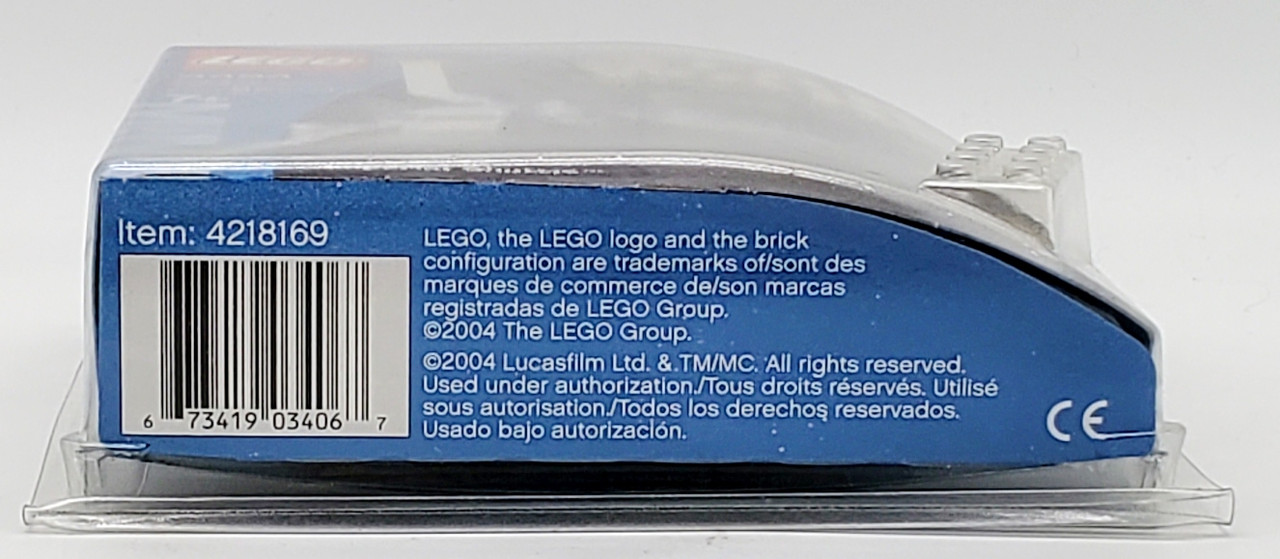 LEGO
Item: 4218169
6 73419 03406 7
LEGO, the LEGO logo and the brick
configuration are trademarks of/sont des
marques de commerce de/son marcas
registradas de LEGO Group.
©2004 The LEGO Group.
©2004 Lucasfilm Ltd. & TM/MC. All rights reserved.
Used under authorization./Tous droits réservés. Utilisé
sous autorisation./Todos los derechos reservados.
Usado bajo autorización.
CE